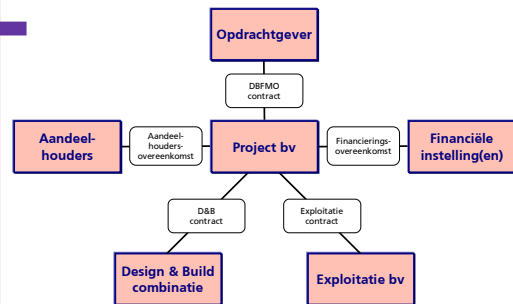 Opdrachtgever
DBFMO
contract
Aandeel-
houders
Aandeel-
houders-
overeenkomst
Project bv
Financierings-
overeenkomst
Financiële
instelling(en)
D&B
contract
Exploitatie
contract
Design & Build
combinatie
Exploitatie bv